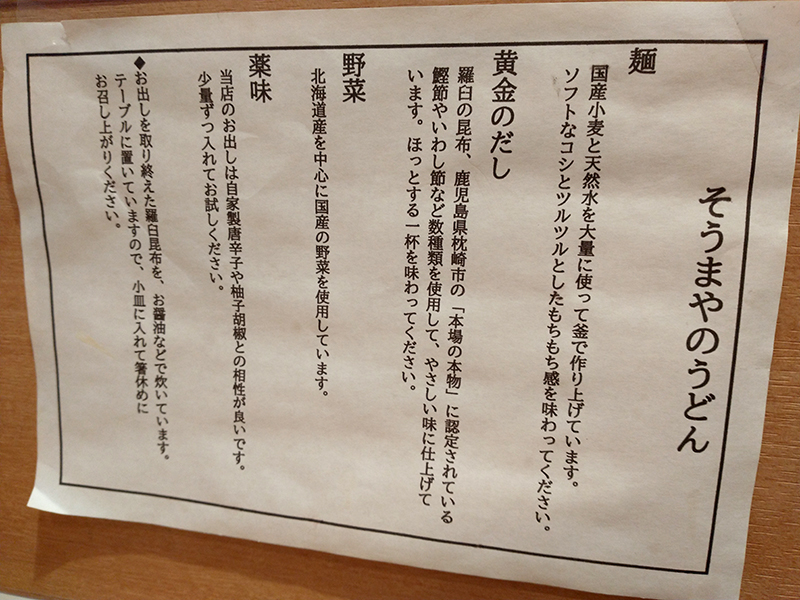 そうまやのうどん
麺
国産小麦と天然水を大量に使って釜で作り上げています。
ソフトなコシとツルツルとしたもちもち感を味わってください。
黄金のだし
羅臼の昆布、鹿児島県枕崎市の「本場の本物」に認定されている
鰹節やいわし節など数種類を使用して、やさしい味に仕上げて
います。ほっとする一杯を味わってください。
野菜
北海道産を中心に国産の野菜を使用しています。
薬味
当店のお出しは自家製唐辛子や柚子胡椒との相性が良いです。
少量ずつ入れてお試しください。
◆お出しを取り終えた羅臼昆布を、お醤油などで炊いています。
テーブルに置いていますので、小皿に入れて箸休めに
お召し上がりください。